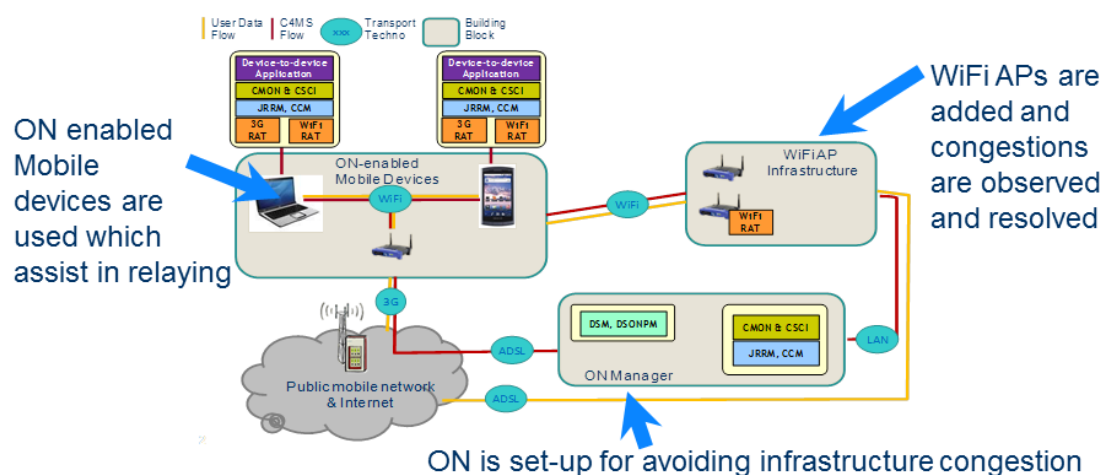 User Data
Flow
C4MS
Flow
xxx
Transport
Techno
Building
Block
Device-to-device
Application
CMON & CSCI
JRRM, CCM
3G
RAT
WiFi
RAT
Device-to-device
Application
CMON & CSCI
JRRM, CCM
3G
RAT
WiFi
RAT
ON enabled
Mobile
devices are
used which
assist in relaying
ON-enabled
Mobile Devices
WiFi
WiFi
WiFi AP
Infrastructure
WiFi
RAT
WiFi APs are
added and
congestions
are observed
and resolved
3G
DSM, DSONPM
CMON & CSCI
JRRM, CCM
LAN
ADSL
ON Manager
Public mobile network
& Internet
ADSL
ON is set-up for avoiding infrastructure congestion